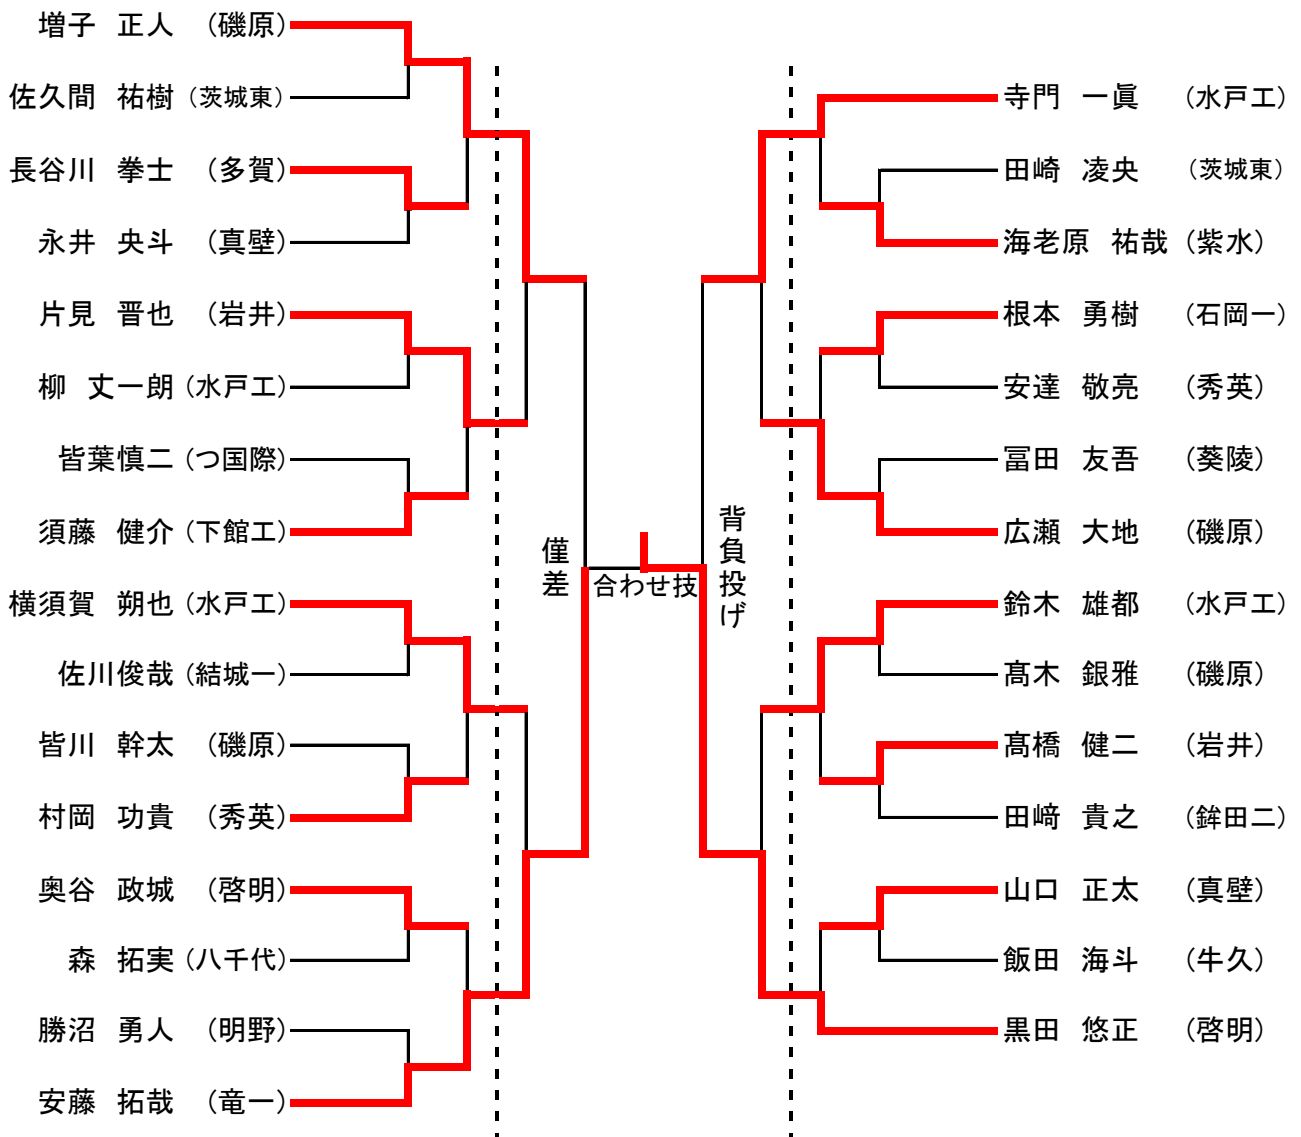 増子 正人 (磯原)
佐久間 祐樹 (茨城東)
長谷川 拳士 (多賀)
永井 央斗 (真壁)
片見 晋也 (岩井)
柳 丈一朗 (水戸工)
皆葉慎二 (つ国際)
須藤 健介 (下館工)
横須賀 朔也 (水戸工)
佐川俊哉 (結城一)
皆川 幹太 (磯原)
村岡 功貴 (秀英)
奥谷 政城 (啓明)
森 拓実 (八千代)
勝沼 勇人 (明野)
安藤 拓哉 (竜一)
僅差
合わせ技
背負投げ
寺門 一眞 (水戸工)
田崎 凌央 (茨城東)
海老原 祐哉 (紫水)
根本 勇樹 (石岡一)
安達 敬亮 (秀英)
冨田 友吾 (葵陵)
広瀬 大地 (磯原)
鈴木 雄都 (水戸工)
髙木 銀雅 (磯原)
髙橋 健二 (岩井)
田﨑 貴之 (鉾田二)
山口 正太 (真壁)
飯田 海斗 (牛久)
黒田 悠正 (啓明)